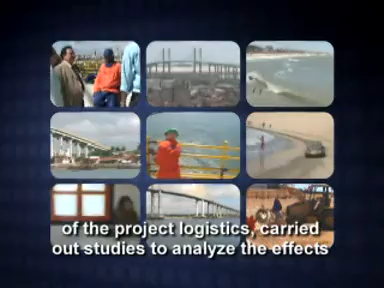 of the project logistics, carried
out studies to analyze the effects